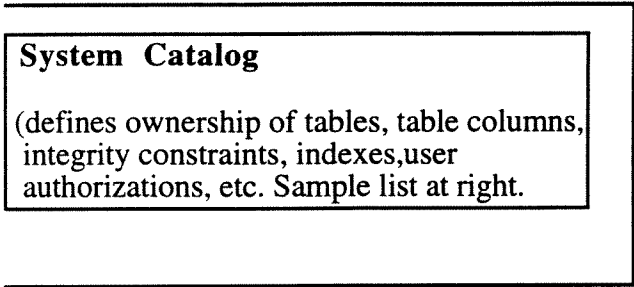 System Catalog
(defines ownership of tables, table columns,
integrity constraints, indexes,user
authorizations, etc. Sample list at right.